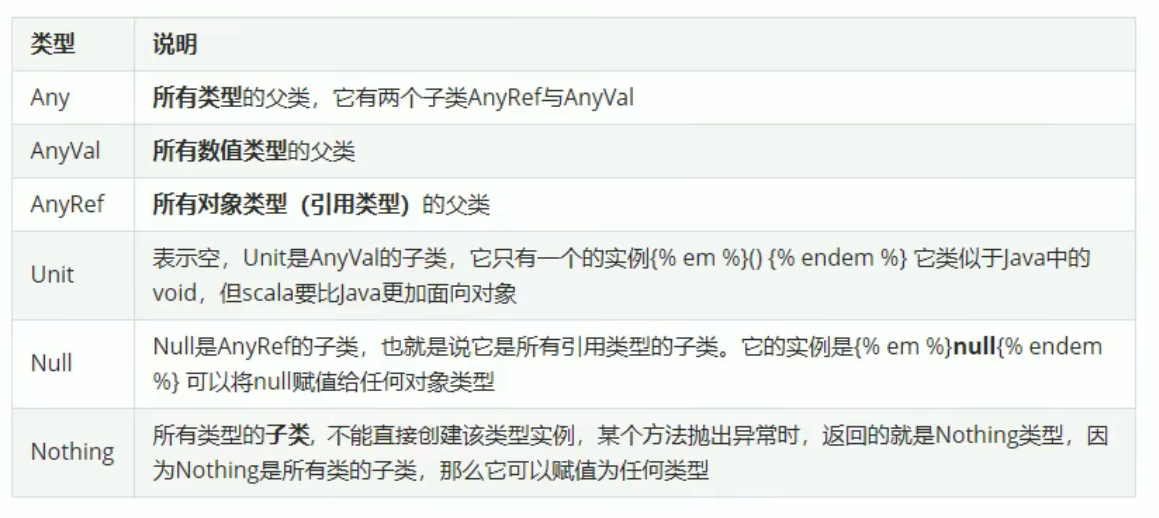 类型 说明
Any 所有类型的父类，它有两个子类AnyRef与AnyVal
AnyVal 所有数值类型的父类
AnyRef 所有对象类型（引用类型）的父类
Unit 表示空，Unit是AnyVal的子类，它只有一个的实例{% em %}() {% endem %} 它类似于Java中的
void，但scala要比Java更加面向对象
Null Null是AnyRef的子类，也就是说它是所有引用类型的子类。它的实例是{% em %}null{% endem
%} 可以将null赋值给任何对象类型
Nothing 所有类型的子类, 不能直接创建该类型实例，某个方法抛出异常时，返回的就是Nothing类型，因
为Nothing是所有类的子类，那么它可以赋值为任何类型